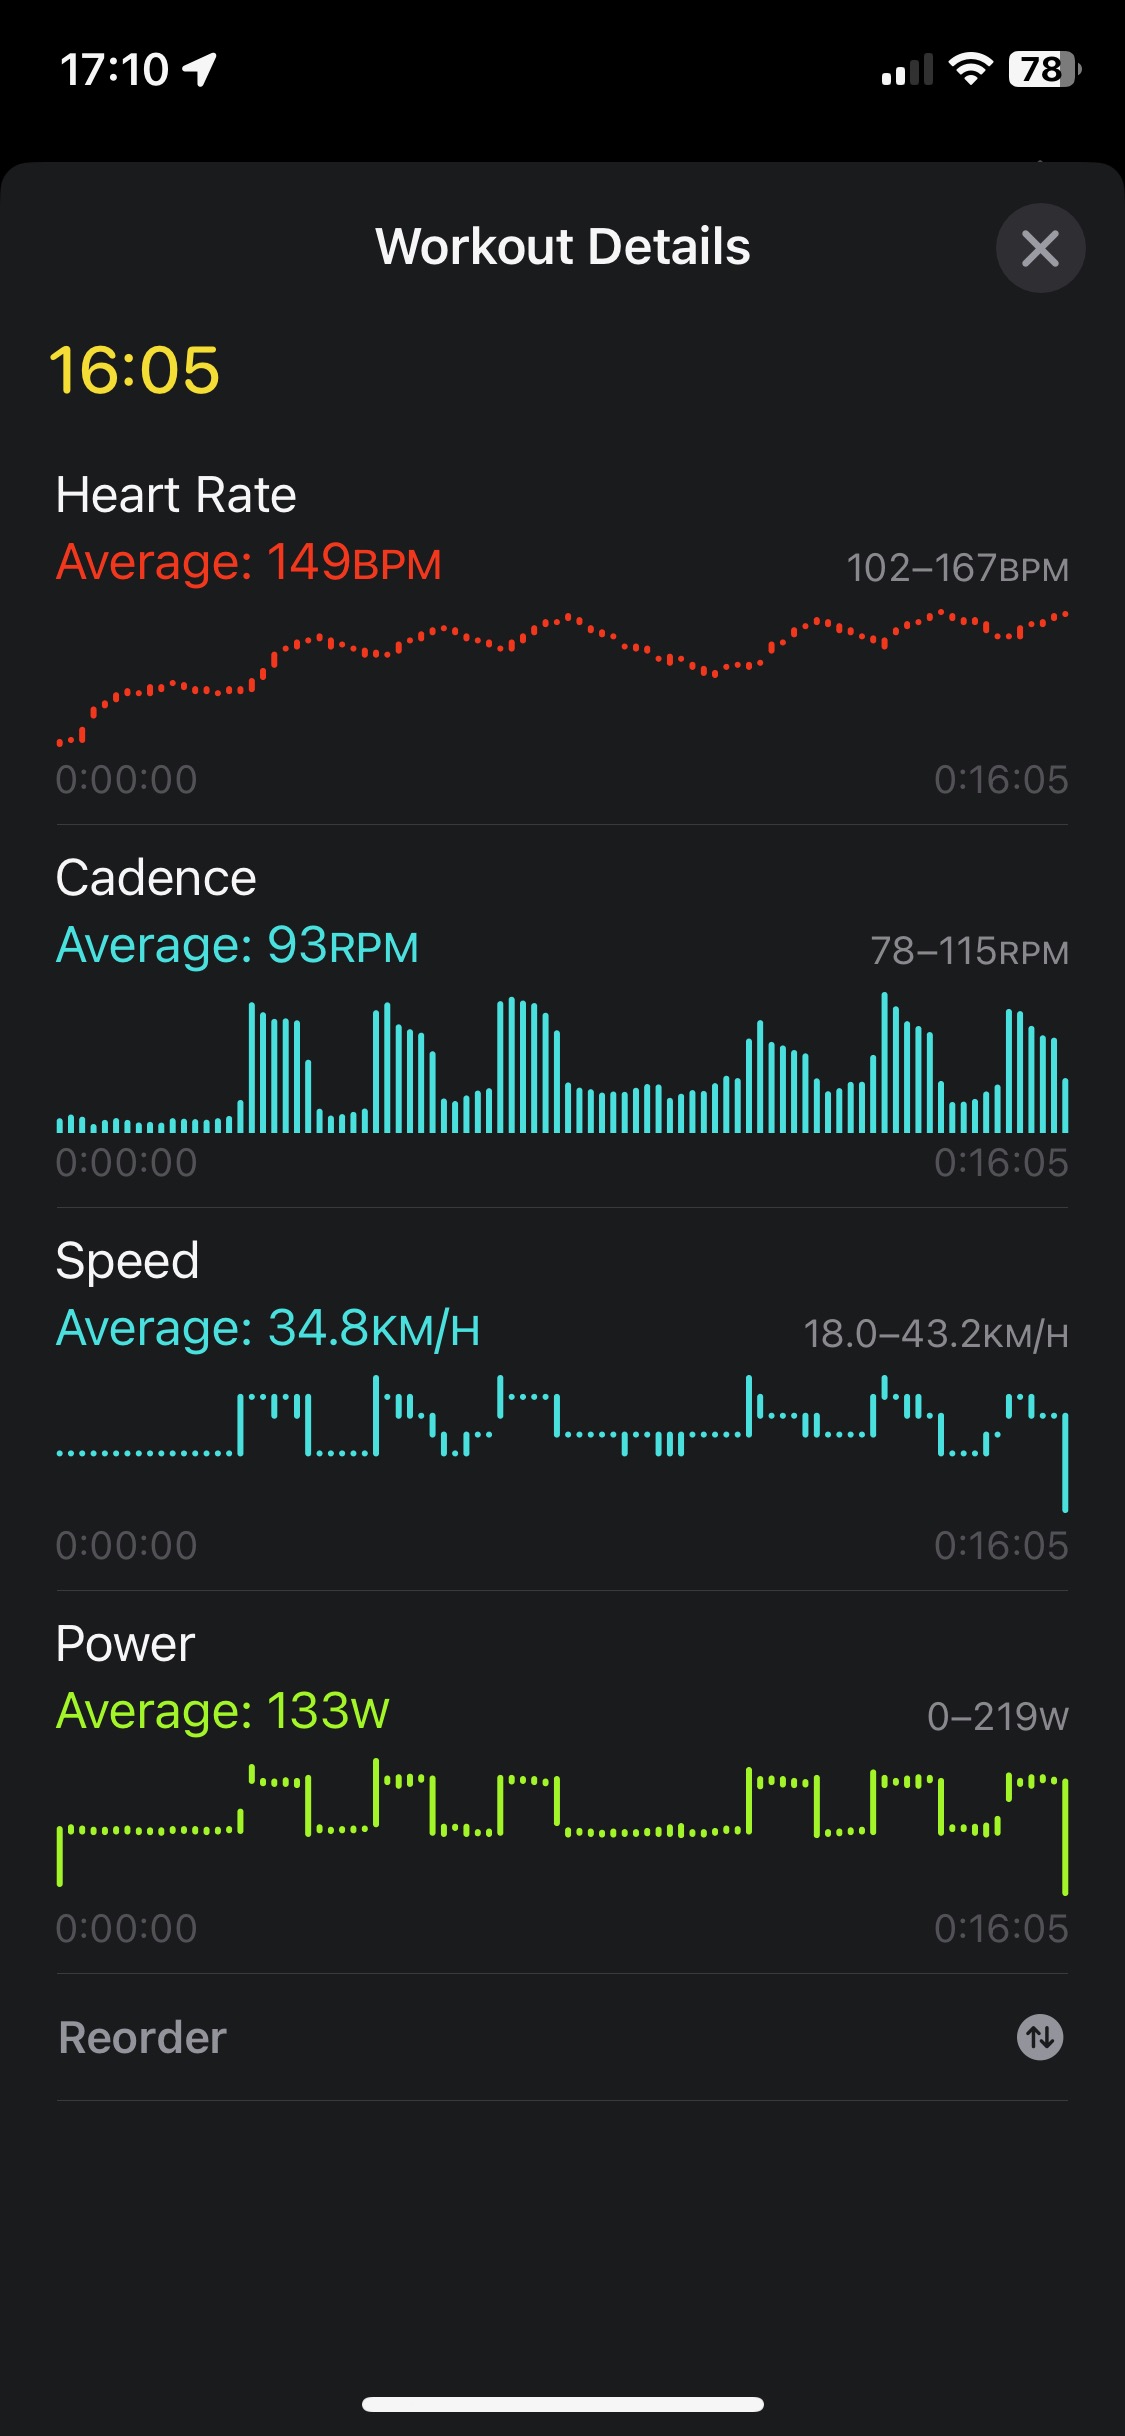 17:10
78
Workout Details
16:05
Heart Rate
Average: 149BPM
102–167BPM
0:00:00
0:16:05
Cadence
Average: 93RPM
78–115RPM
0:00:00
0:16:05
Speed
Average: 34.8KM/H
18.0–43.2KM/H
0:00:00
0:16:05
Power
Average: 133W
0–219W
0:00:00
0:16:05
Reorder